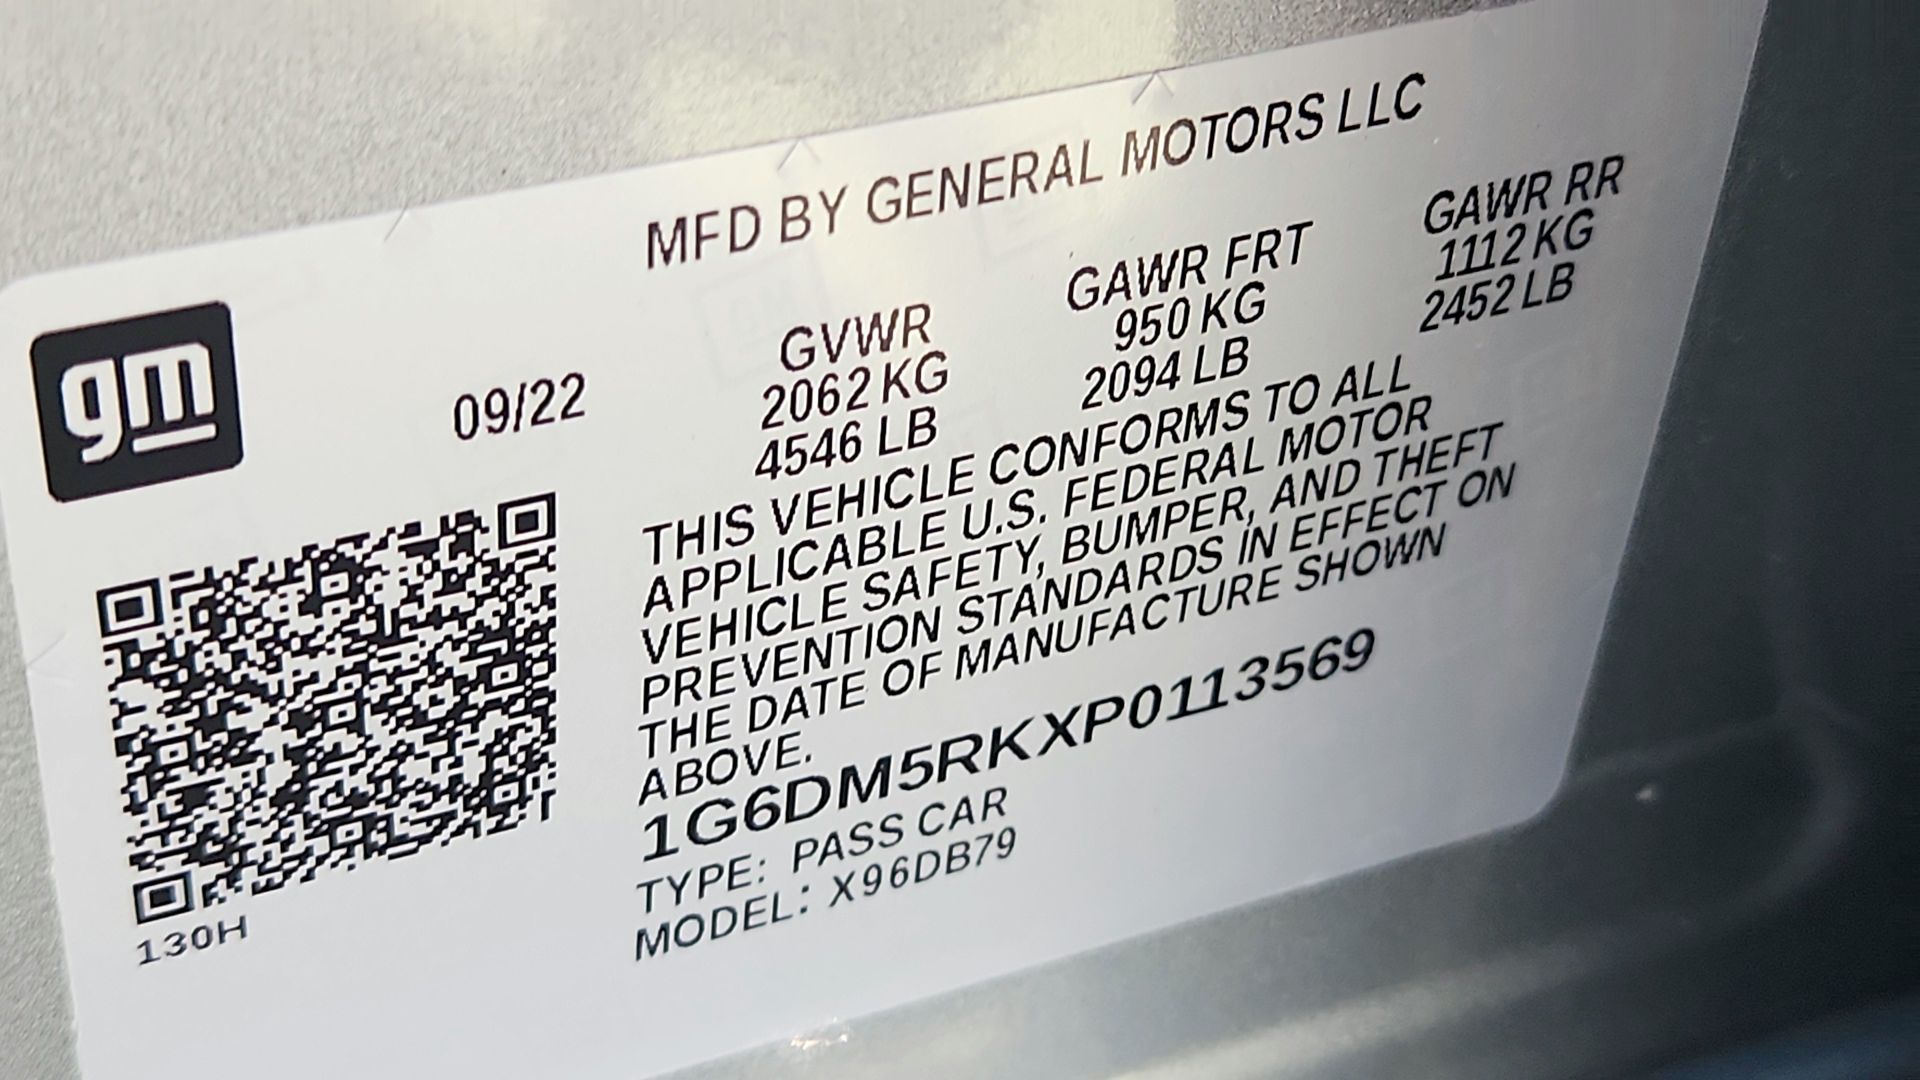 MFD BY GENERAL MOTORS LLC
gm
09/22
GVWR
2062 KG
4546 LB
GAWR FRT
950 KG
2094 LB
GAWR RR
1112 KG
2452 LB
THIS VEHICLE CONFORMS TO ALL
APPLICABLE U.S. FEDERAL MOTOR
VEHICLE SAFETY, BUMPER, AND THEFT
PREVENTION STANDARDS IN EFFECT ON
THE DATE OF MANUFACTURE SHOWN
ABOVE.
1G6DM5RKXP0113569
TYPE: PASS CAR
MODEL: X96DB79
130H